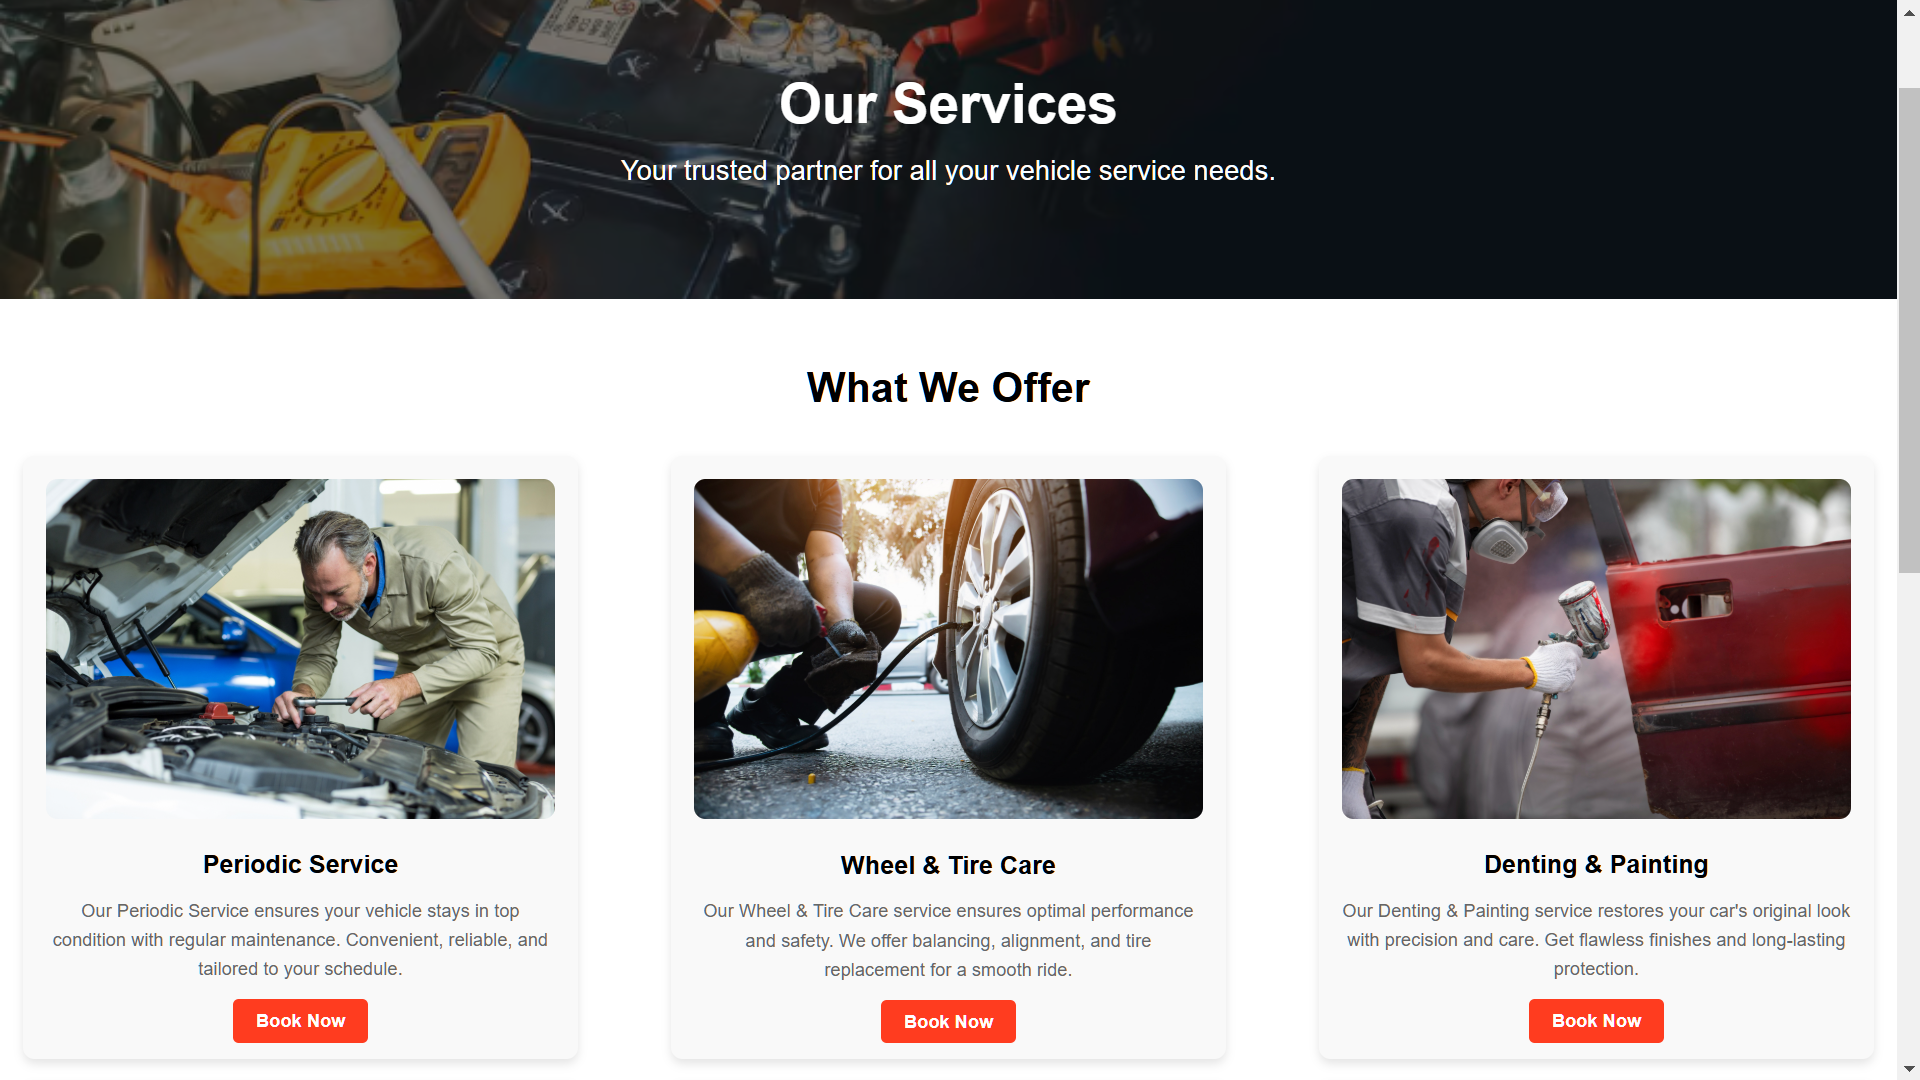 Our Services
Your trusted partner for all your vehicle service needs.
What We Offer
Periodic Service
Our Periodic Service ensures your vehicle stays in top
condition with regular maintenance. Convenient, reliable, and
tailored to your schedule.
Book Now
Wheel & Tire Care
Our Wheel & Tire Care service ensures optimal performance
and safety. We offer balancing, alignment, and tire
replacement for a smooth ride.
Book Now
Denting & Painting
Our Denting & Painting service restores your car's original look
with precision and care. Get flawless finishes and long-lasting
protection.
Book Now